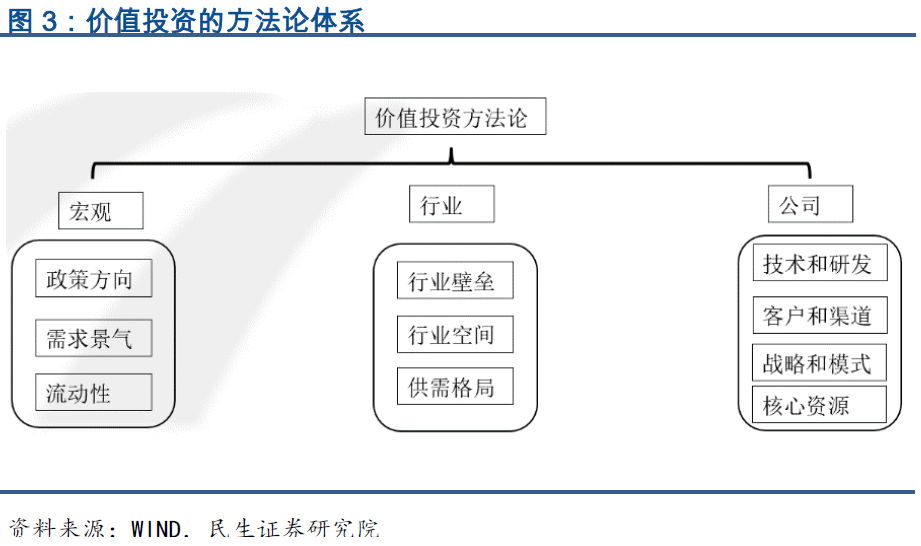 图 3：价值投资的方法论体系
价值投资方法论
宏观
行业
公司
政策方向
需求景气
流动性
行业壁垒
行业空间
供需格局
技术和研发
客户和渠道
战略和模式
核心资源
资料来源：WIND，民生证券研究院